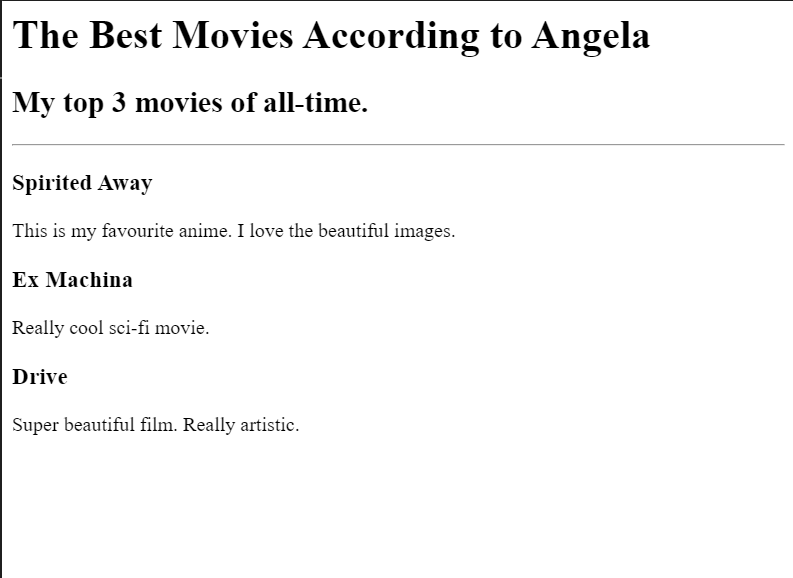 The Best Movies According to Angela
My top 3 movies of all-time.
Spirited Away
This is my favourite anime. I love the beautiful images.
Ex Machina
Really cool sci-fi movie.
Drive
Super beautiful film. Really artistic.